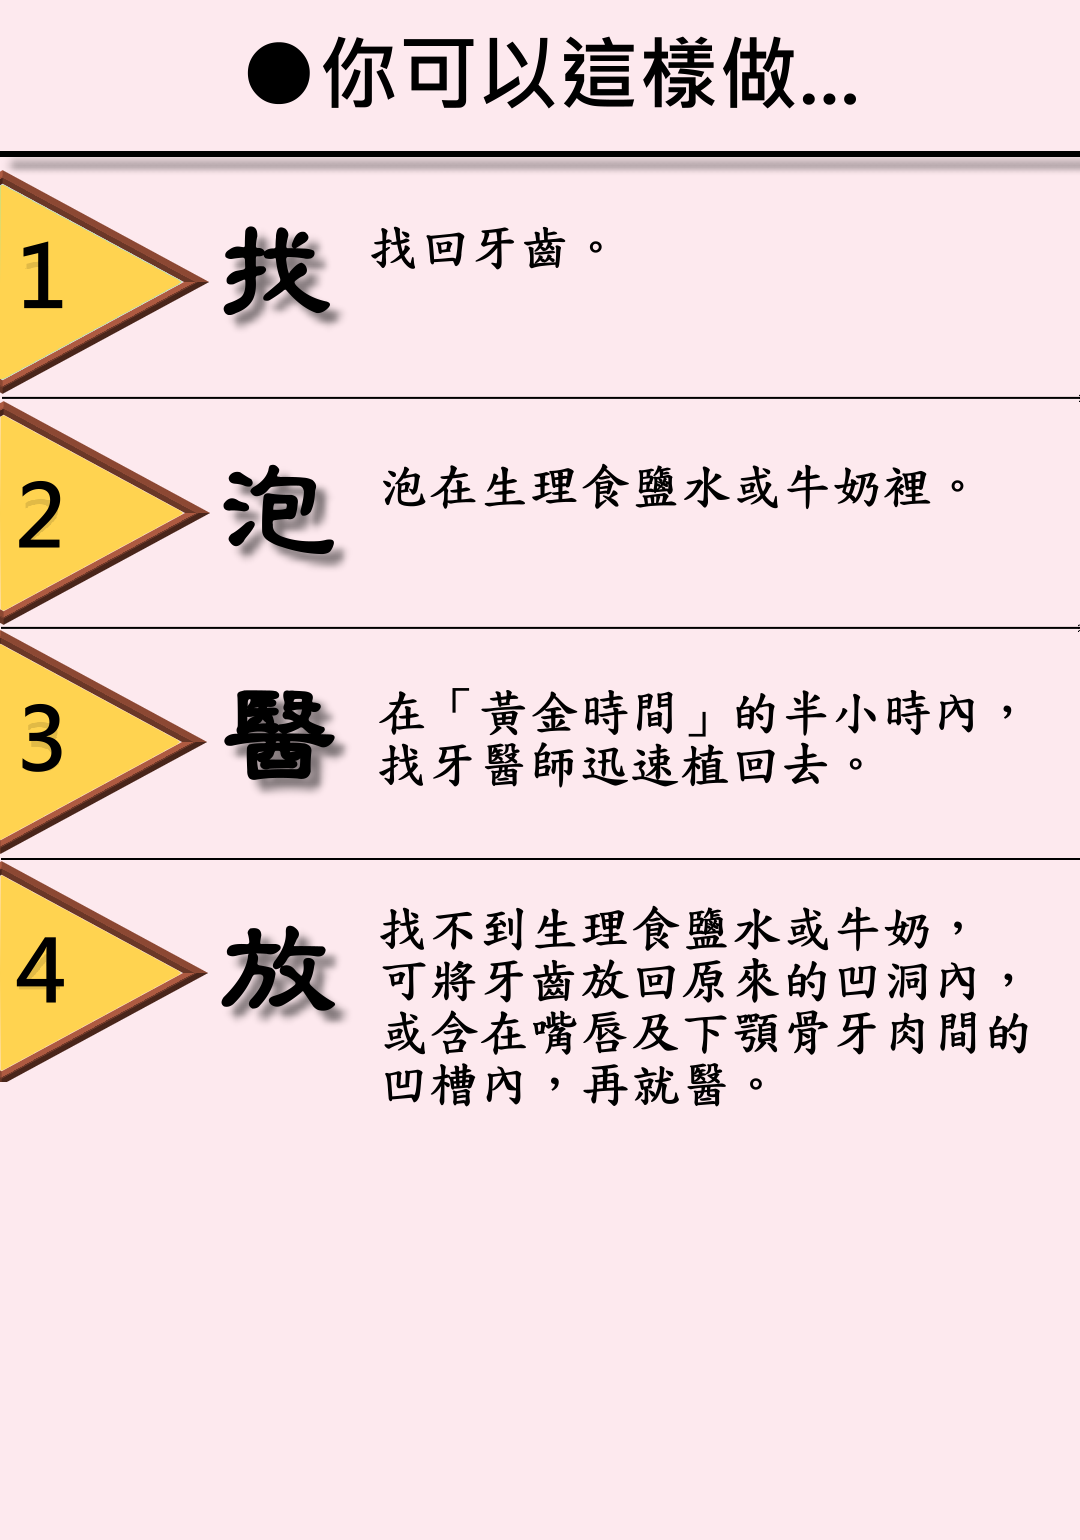 ●你可以這樣做...
1
找
找回牙齒。
2
泡
泡在生理食鹽水或牛奶裡。
3
醫
在「黃金時間」的半小時內，
找牙醫師迅速植回去。
4
放
找不到生理食鹽水或牛奶，
可將牙齒放回原來的凹洞內，
或含在嘴唇及下顎骨牙肉間的
凹槽內，再就醫。